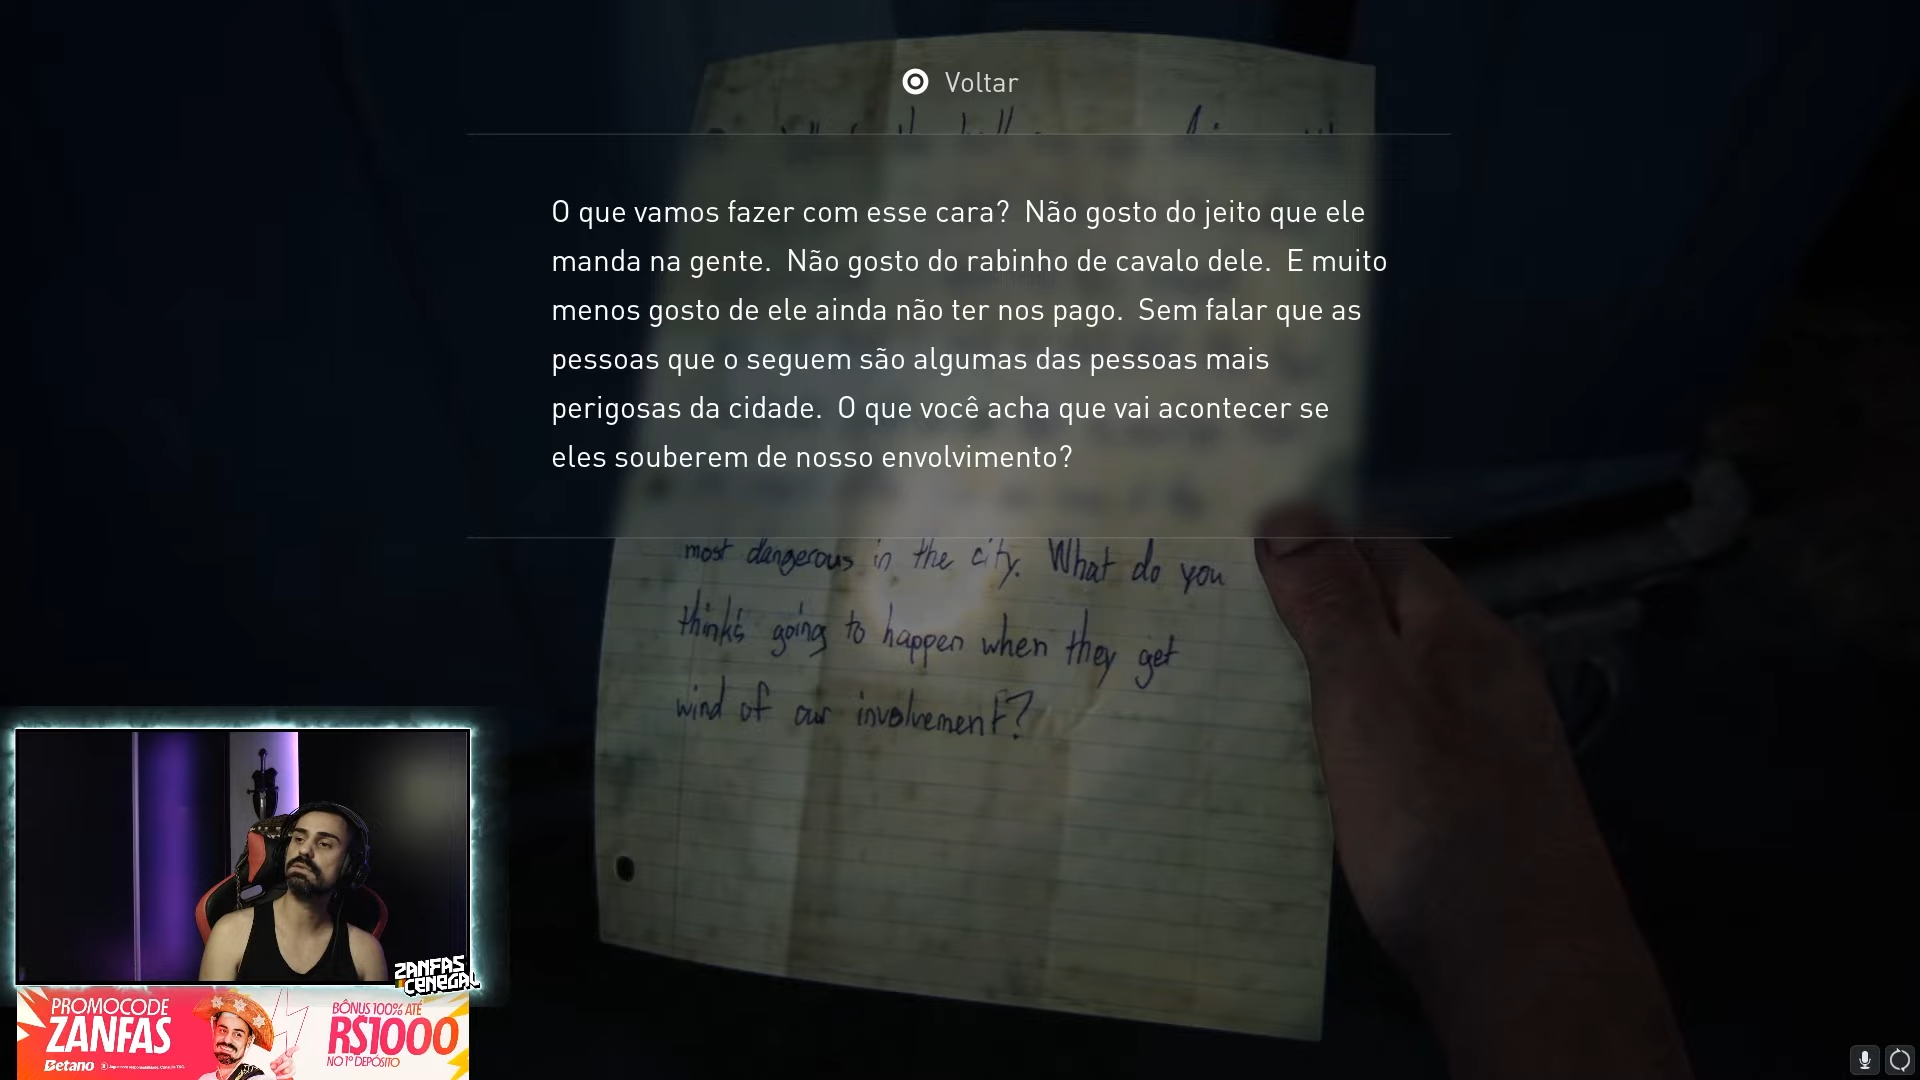 Voltar
O que vamos fazer com esse cara? Não gosto do jeito que ele
manda na gente. Não gosto do rabinho de cavalo dele. E muito
menos gosto de ele ainda não ter nos pago. Sem falar que as
pessoas que o seguem são algumas das pessoas mais
perigosas da cidade. O que você acha que vai acontecer se
eles souberem de nosso envolvimento?
most dangerous in the city. What do you
think's going to happen when they get
wind of our involvement?
ZANFAS
CENEGAL
PROMOCODE
ZANFAS
Betano
BÔNUS 100% ATÉ
R$1000
NO 1º DEPÓSITO